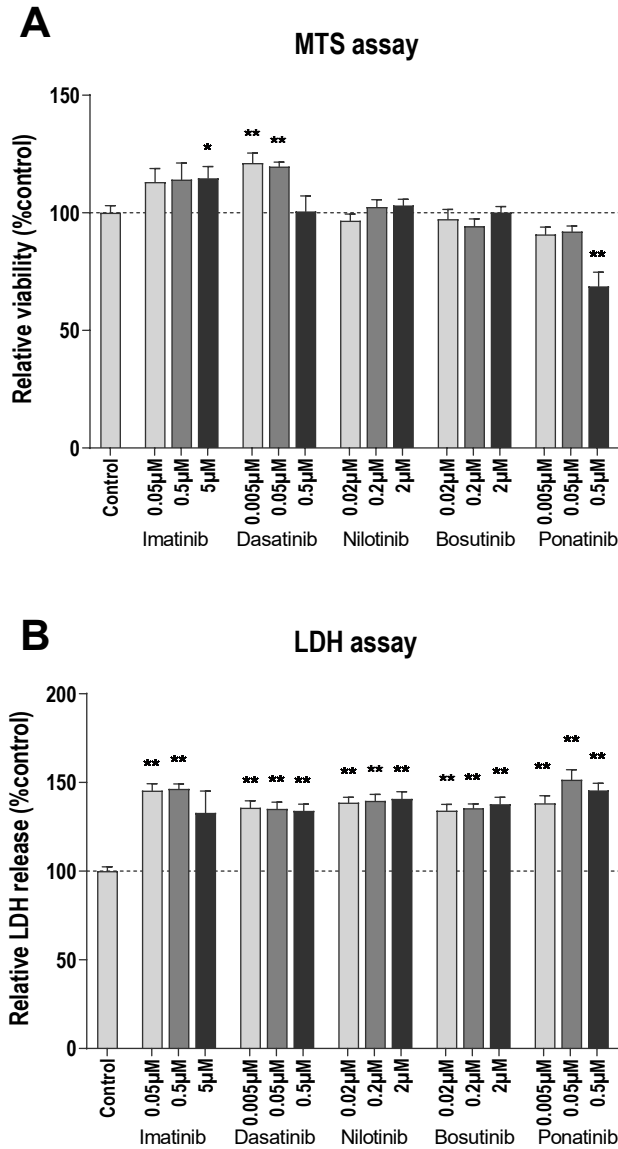 A
MTS assay
Relative viability (%control)
150
100
50
0
*
**
**
**
Control
0.05µM
0.5µM
5µM
0.005µM
0.05µM
0.5µM
0.02µM
0.2µM
2µM
0.02µM
0.2µM
2µM
0.005µM
0.05µM
0.5µM
Imatinib
Dasatinib
Nilotinib
Bosutinib
Ponatinib
B
LDH assay
Relative LDH release (%control)
200
150
100
50
0
**
**
**
**
**
**
**
**
**
**
**
**
**
**
Control
0.05µM
0.5µM
5µM
0.005µM
0.05µM
0.5µM
0.02µM
0.2µM
2µM
0.02µM
0.2µM
2µM
0.005µM
0.05µM
0.5µM
Imatinib
Dasatinib
Nilotinib
Bosutinib
Ponatinib